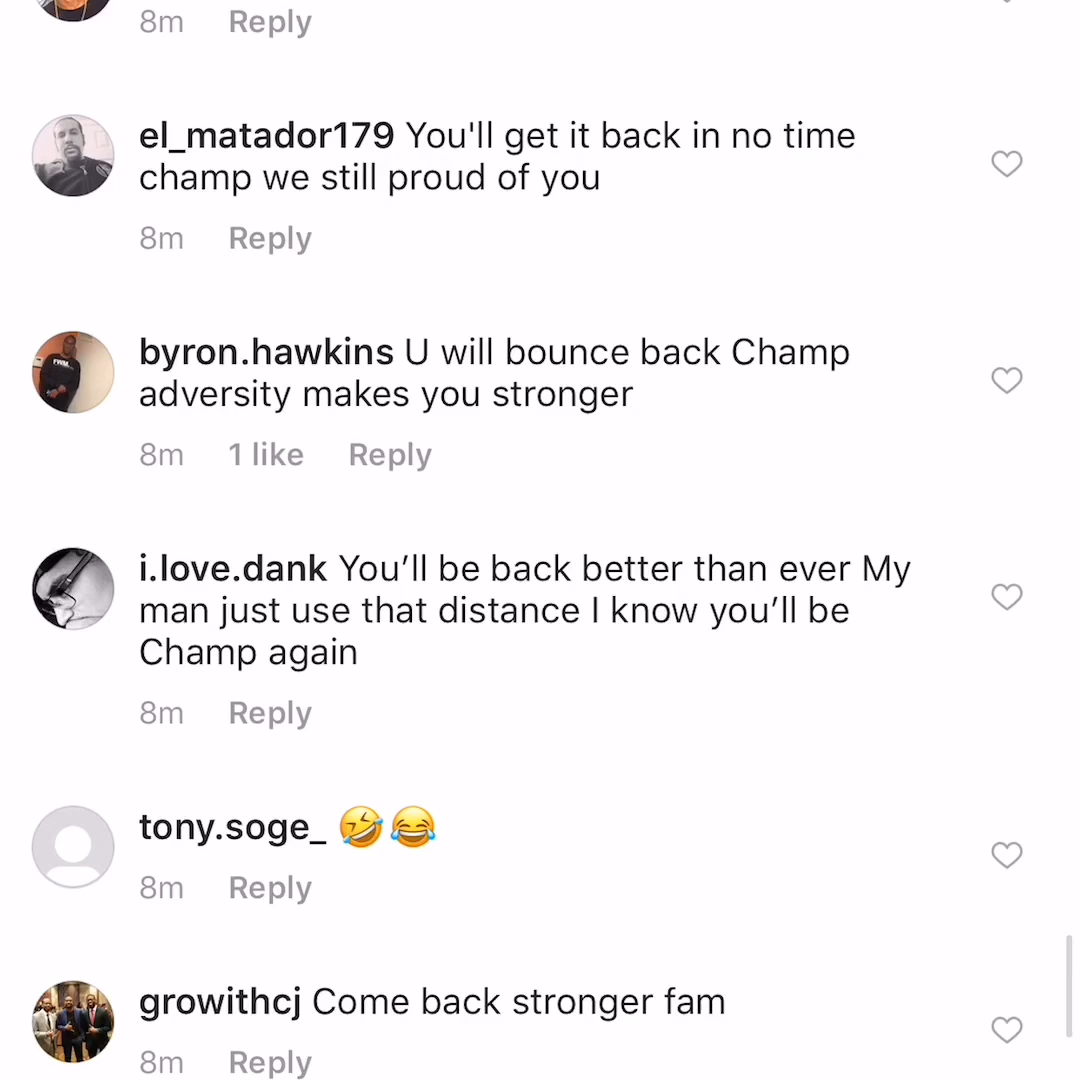 8m Reply
el_matador179 You'll get it back in no time
champ we still proud of you
8m Reply
byron.hawkins U will bounce back Champ
adversity makes you stronger
8m 1 like Reply
i.love.dank You’ll be back better than ever My
man just use that distance I know you’ll be
Champ again
8m Reply
tony.soge_ 🤣😂
8m Reply
growithcj Come back stronger fam
8m Reply